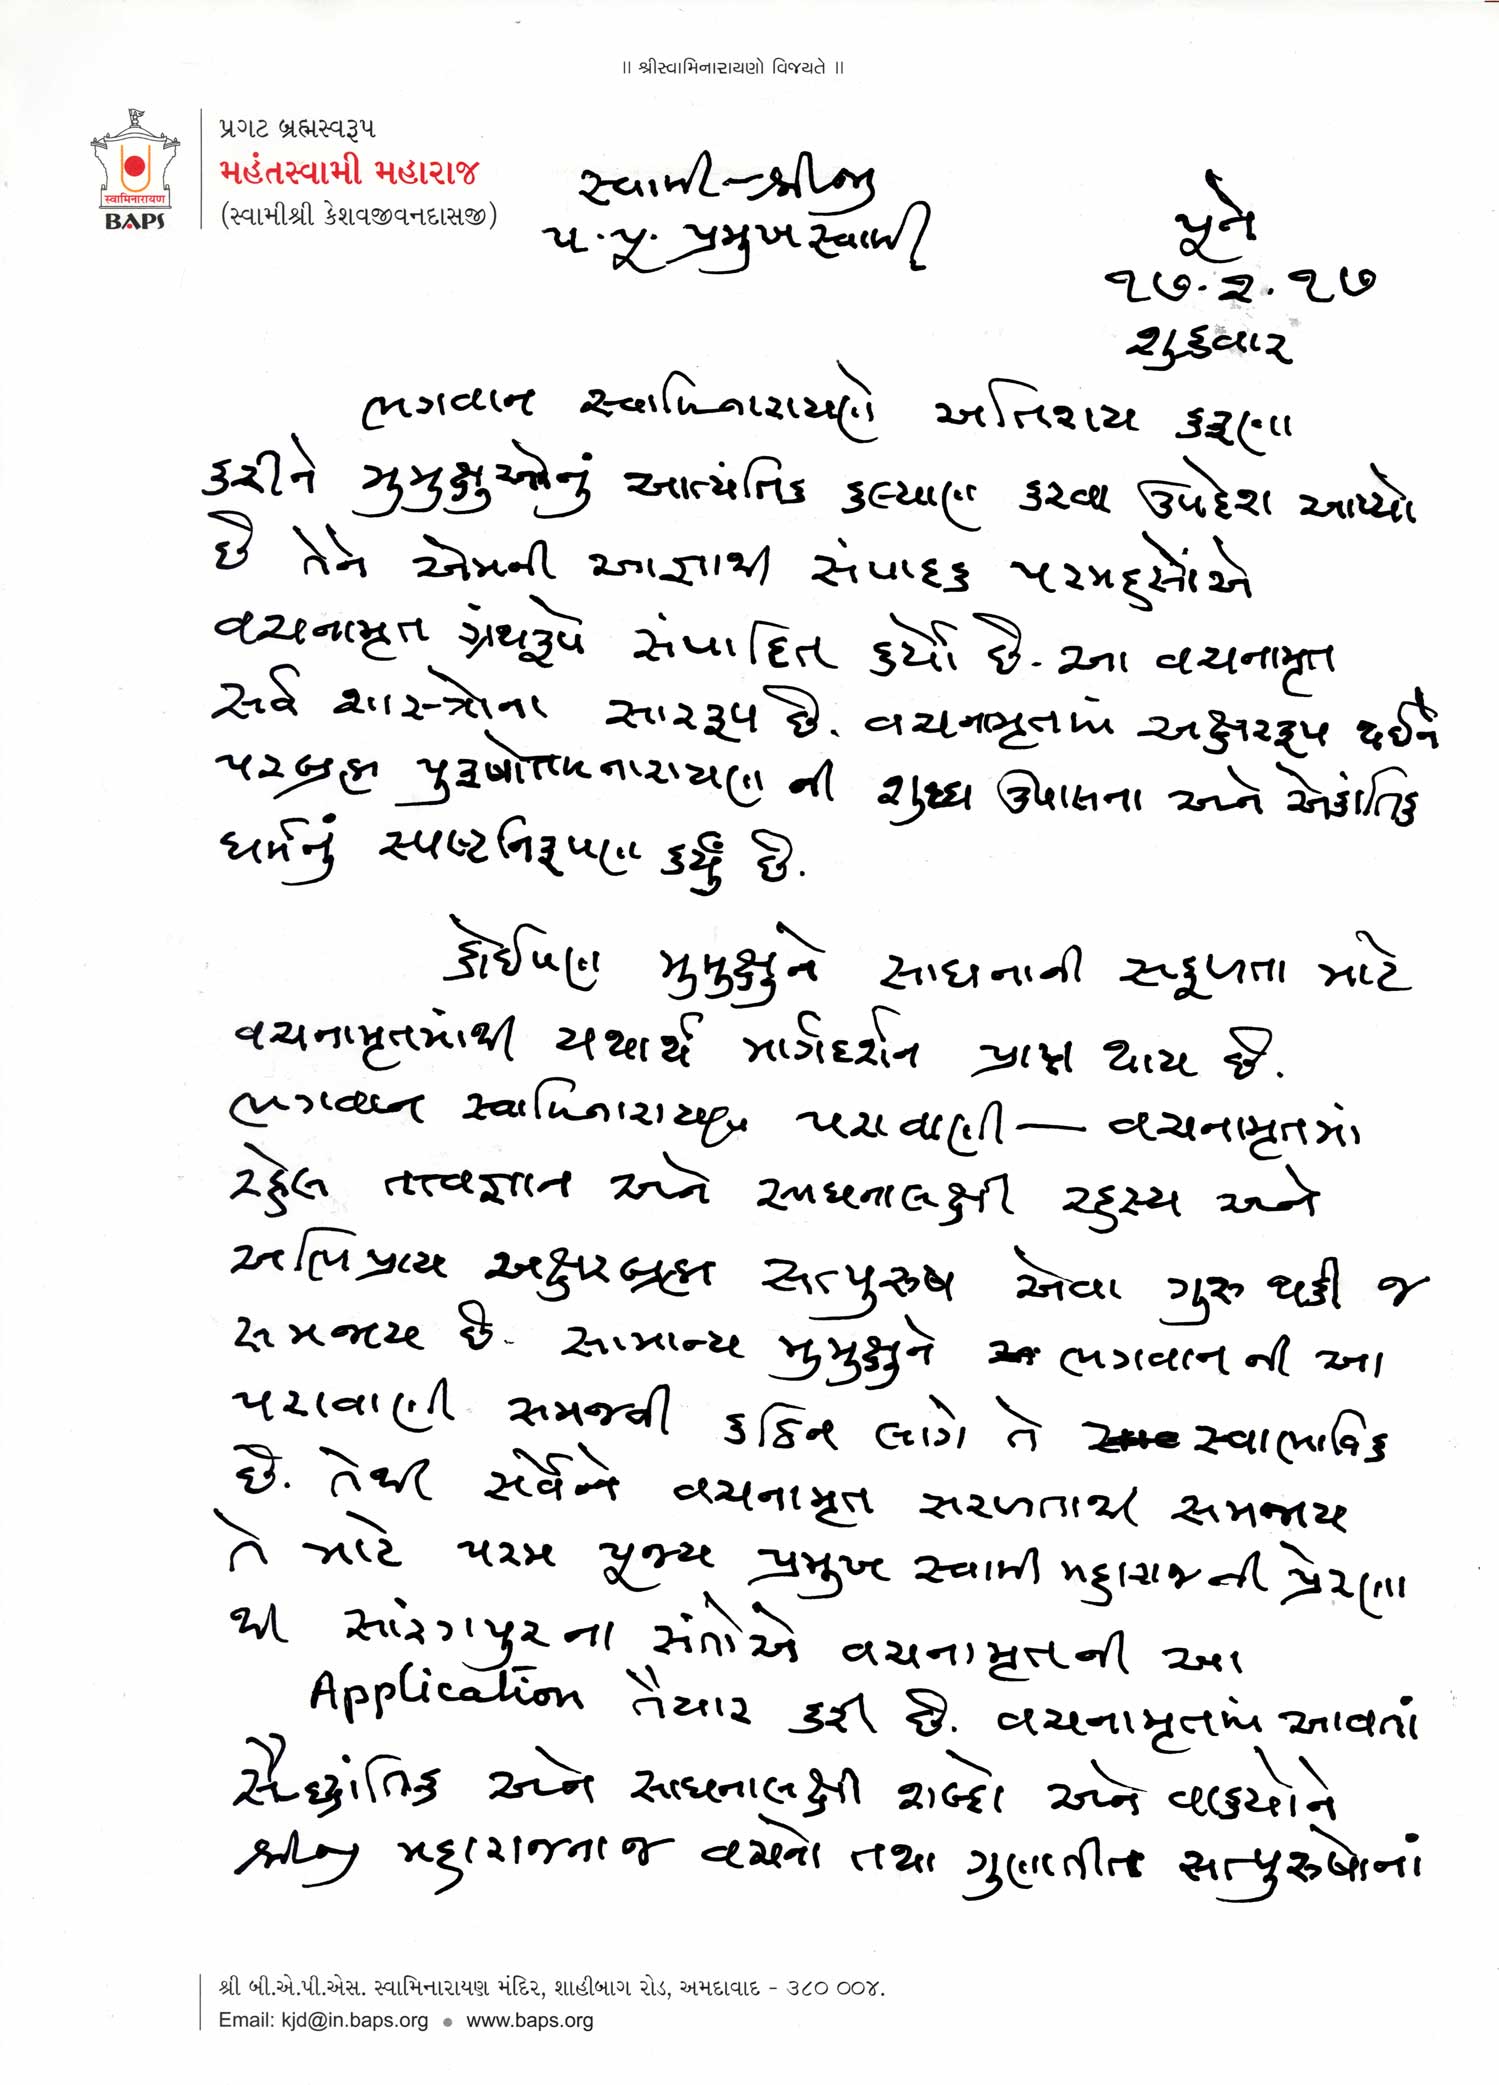 ॥ શ્રીસ્વામિનારાયણો વિજયતે ॥
પ્રગટ બ્રહ્મસ્વરૂપ
મહંતસ્વામી મહારાજ
(સ્વામીશ્રી કેશવજીવનદાસજી)
સ્વામિનારાયણ
BAPS
સ્વામી-શ્રીજી
પ.પૂ. પ્રમુખસ્વામી
પૂને
૧૭.૨.૧૭
શુક્રવાર
ભગવાન સ્વામિનારાયણે અતિશય કરૂણા
કરીને મુમુક્ષુઓનું આત્યંતિક કલ્યાણ કરવા ઉપદેશ આપ્યો
છે તેને એમની આજ્ઞાથી સંપાદક પરમહંસોએ
વચનામૃત ગ્રંથરૂપે સંપાદિત કર્યો છે. આ વચનામૃત
સર્વ શાસ્ત્રોના સારરૂપ છે. વચનામૃતમાં અક્ષરરૂપ થઈને
પરબ્રહ્મ પુરૂષોત્તમનારાયણ ની શુદ્ધ ઉપાસના અને એકાંતિક
ધર્મનું સ્પષ્ટ નિરૂપણ કર્યું છે.
કોઈપણ મુમુક્ષુને સાધનાની સફળતા માટે
વચનામૃતમાંથી યથાર્થ માર્ગદર્શન પ્રાપ્ત થાય છે.
ભગવાન સ્વામિનારાયણની પરાવાણી — વચનામૃતમાં
રહેલ તત્ત્વજ્ઞાન અને સાધનાલક્ષી રહસ્ય અને
અભિપ્રાય અક્ષરબ્રહ્મ સત્પુરુષ એવા ગુરુ થકી જ
સમજાય છે. સામાન્ય મુમુક્ષુને ભગવાન ની આ
પરાવાણી સમજવી કઠિન લાગે તે સ્વાભાવિક
છે. તેથી સર્વેને વચનામૃત સરળતાથી સમજાય
તે માટે પરમ પૂજ્ય પ્રમુખ સ્વામી મહારાજ ની પ્રેરણા
થી સારંગપુર ના સંતોએ વચનામૃતની આ
Application તૈયાર કરી છે. વચનામૃતમાં આવતાં
સૈદ્ધાંતિક અને સાધનાલક્ષી શબ્દો અને વાક્યોને
શ્રીજી મહારાજના જ વચનો તથા ગુણાતીત સત્પુરુષોનાં
શ્રી બી.એ.પી.એસ. સ્વામિનારાયણ મંદિર, શાહીબાગ રોડ, અમદાવાદ - ૩૮૦ ૦૦૪.
Email: kjd@in.baps.org ● www.baps.org